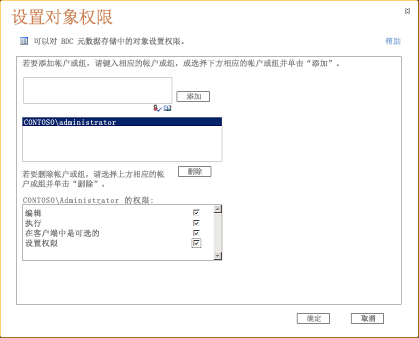 设置对象权限
可以对 BDC 元数据存储中的对象设置权限。
帮助
若要添加帐户或组，请键入相应的帐户或组，或选择下方相应的帐户或组并单击“添加”。
添加
CONTOSO\administrator
若要删除帐户或组，请选择上方相应的帐
户或组并单击“删除”。
删除
CONTOSO\Administrator 的权限:
编辑
执行
在客户端中是可选的
设置权限
确定
取消